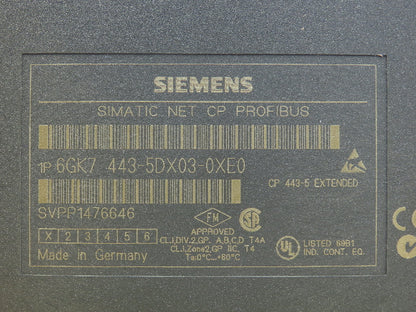 SIEMENS
SIMATIC NET CP PROFIBUS
1P 6GK7 443-5DX03-0XE0
CP 443-5 EXTENDED
SVPP1476646
X 2 3 4 5 6
Made in Germany
FM
APPROVED
CL.I,DIV.2,GP. A,B,C,D T4A
CL.I,Zone2,GP. IIC, T4
Ta:0°C...+60°C
UL
LISTED 69B1
IND. CONT. EQ.